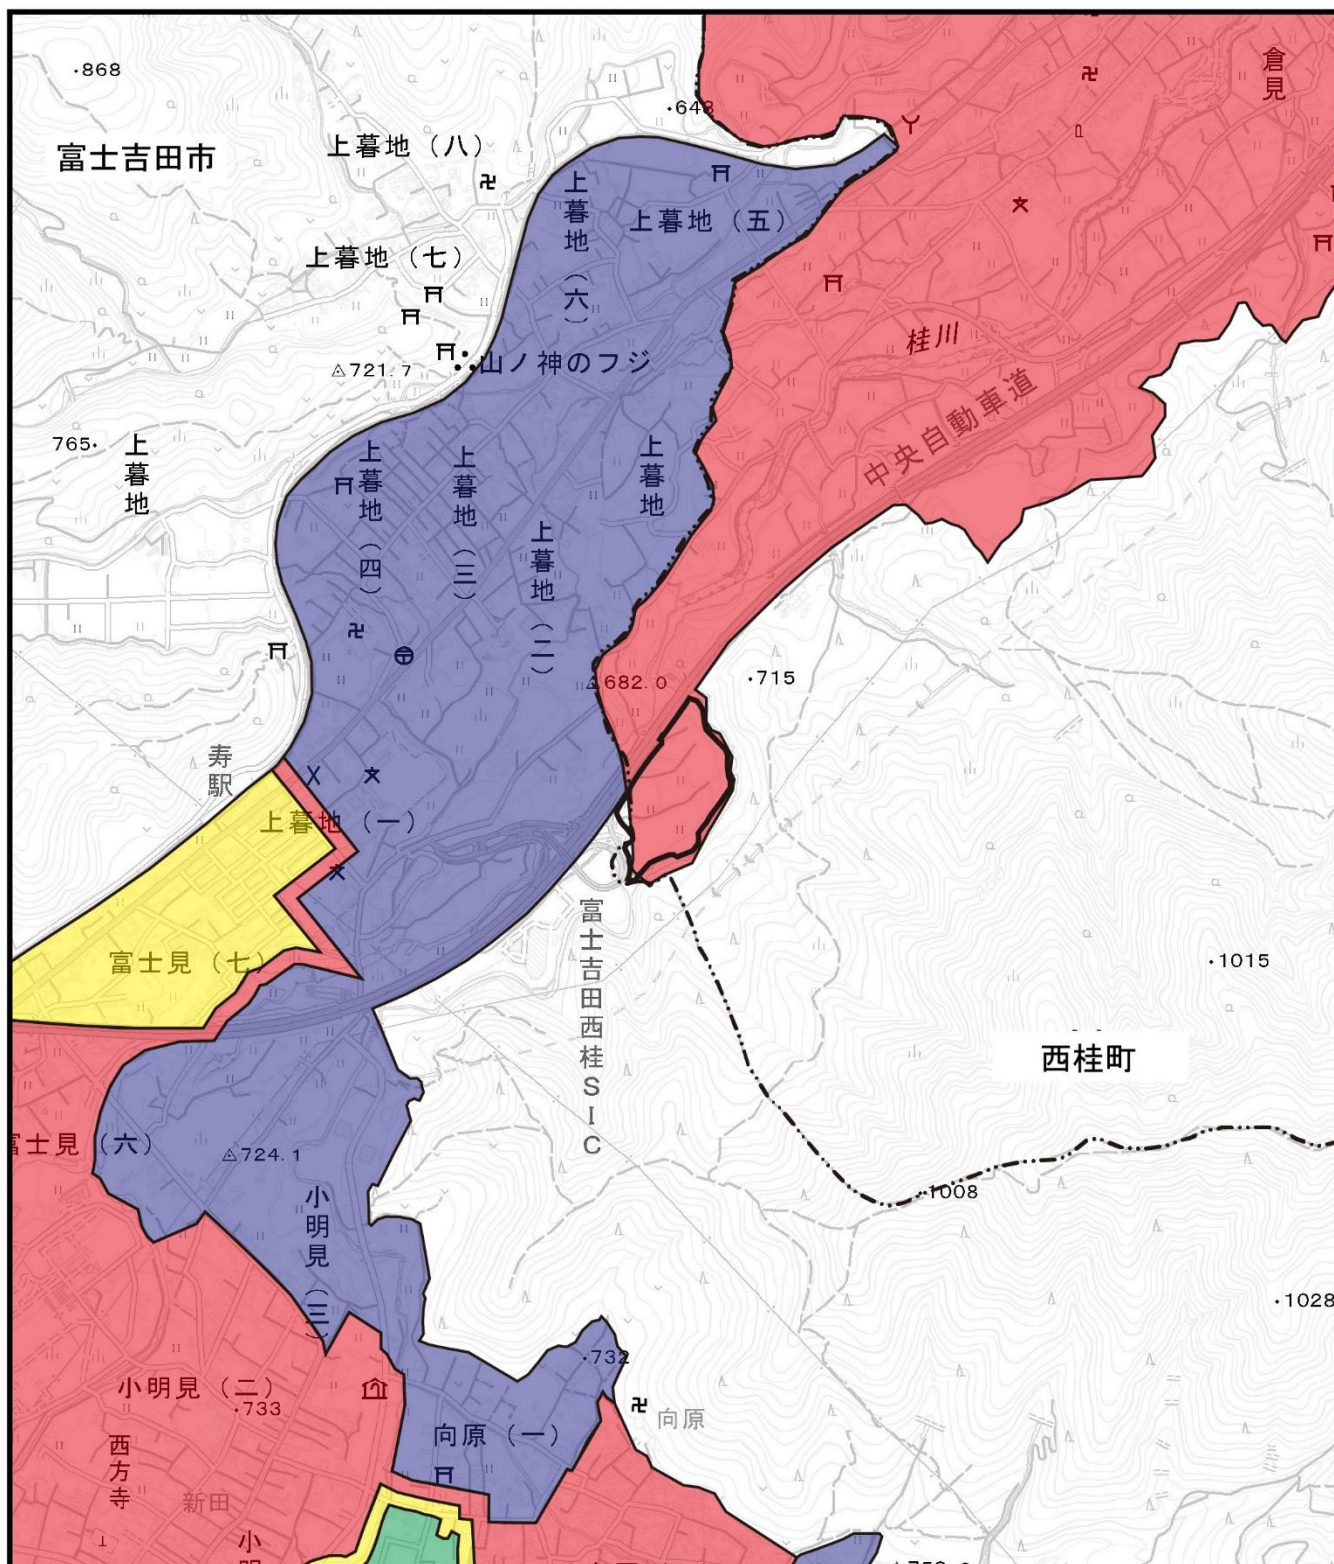 868
643
倉見
富士吉田市
上暮地（八）
上暮地（六）
上暮地（五）
上暮地（七）
桂川
山ノ神のフジ
721.7
中央自動車道
765
上暮地
上暮地（四）
上暮地（三）
上暮地
上暮地（二）
682.0
715
寿駅
上暮地（一）
富士見（七）
富士吉田西桂SIC
1015
西桂町
富士見（六）
724.1
小明見（三）
1008
1028
732
小明見（二）
733
向原（一）
向原
西方寺
新田